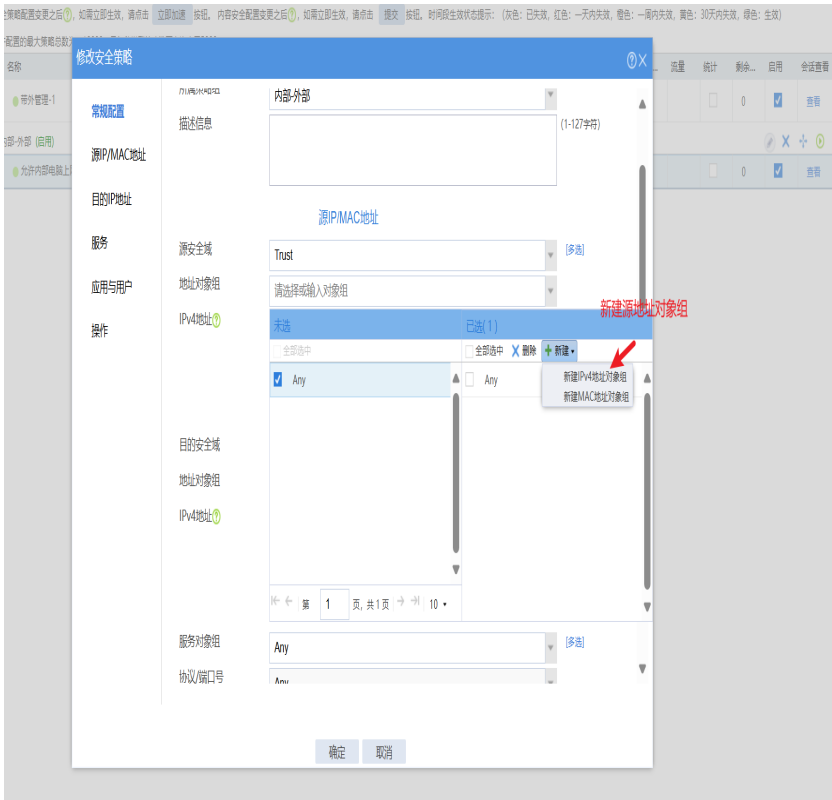 策略配置变更之后?，如需立即生效，请点击 立即加速 按钮。内容安全配置变更之后?，如需立即生效，请点击 提交 按钮。时间段生效状态提示：（灰色：已失效，红色：一天内失效，橙色：一周内失效，黄色：30天内失效，绿色：生效）
配置的最大策略总数
名称 流量 统计 剩余... 启用 会话查看
带外管理-1 0 查看
部-外部 (启用)
允许内部电脑上 0 查看
修改安全策略
常规配置
源IP/MAC地址
目的IP地址
服务
应用与用户
操作
所属策略组 内部-外部
描述信息 (1-127字符)
源IP/MAC地址
源安全域 Trust [多选]
地址对象组 请选择或输入对象组
新建源地址对象组
IPv4地址? 未选 已选(1)
全部选中 全部选中 删除 新建
Any Any
新建IPv4地址对象组
新建MAC地址对象组
目的安全域
地址对象组
IPv4地址?
第 1 页，共1页 10
服务对象组 Any [多选]
协议/端口号 Any
确定 取消